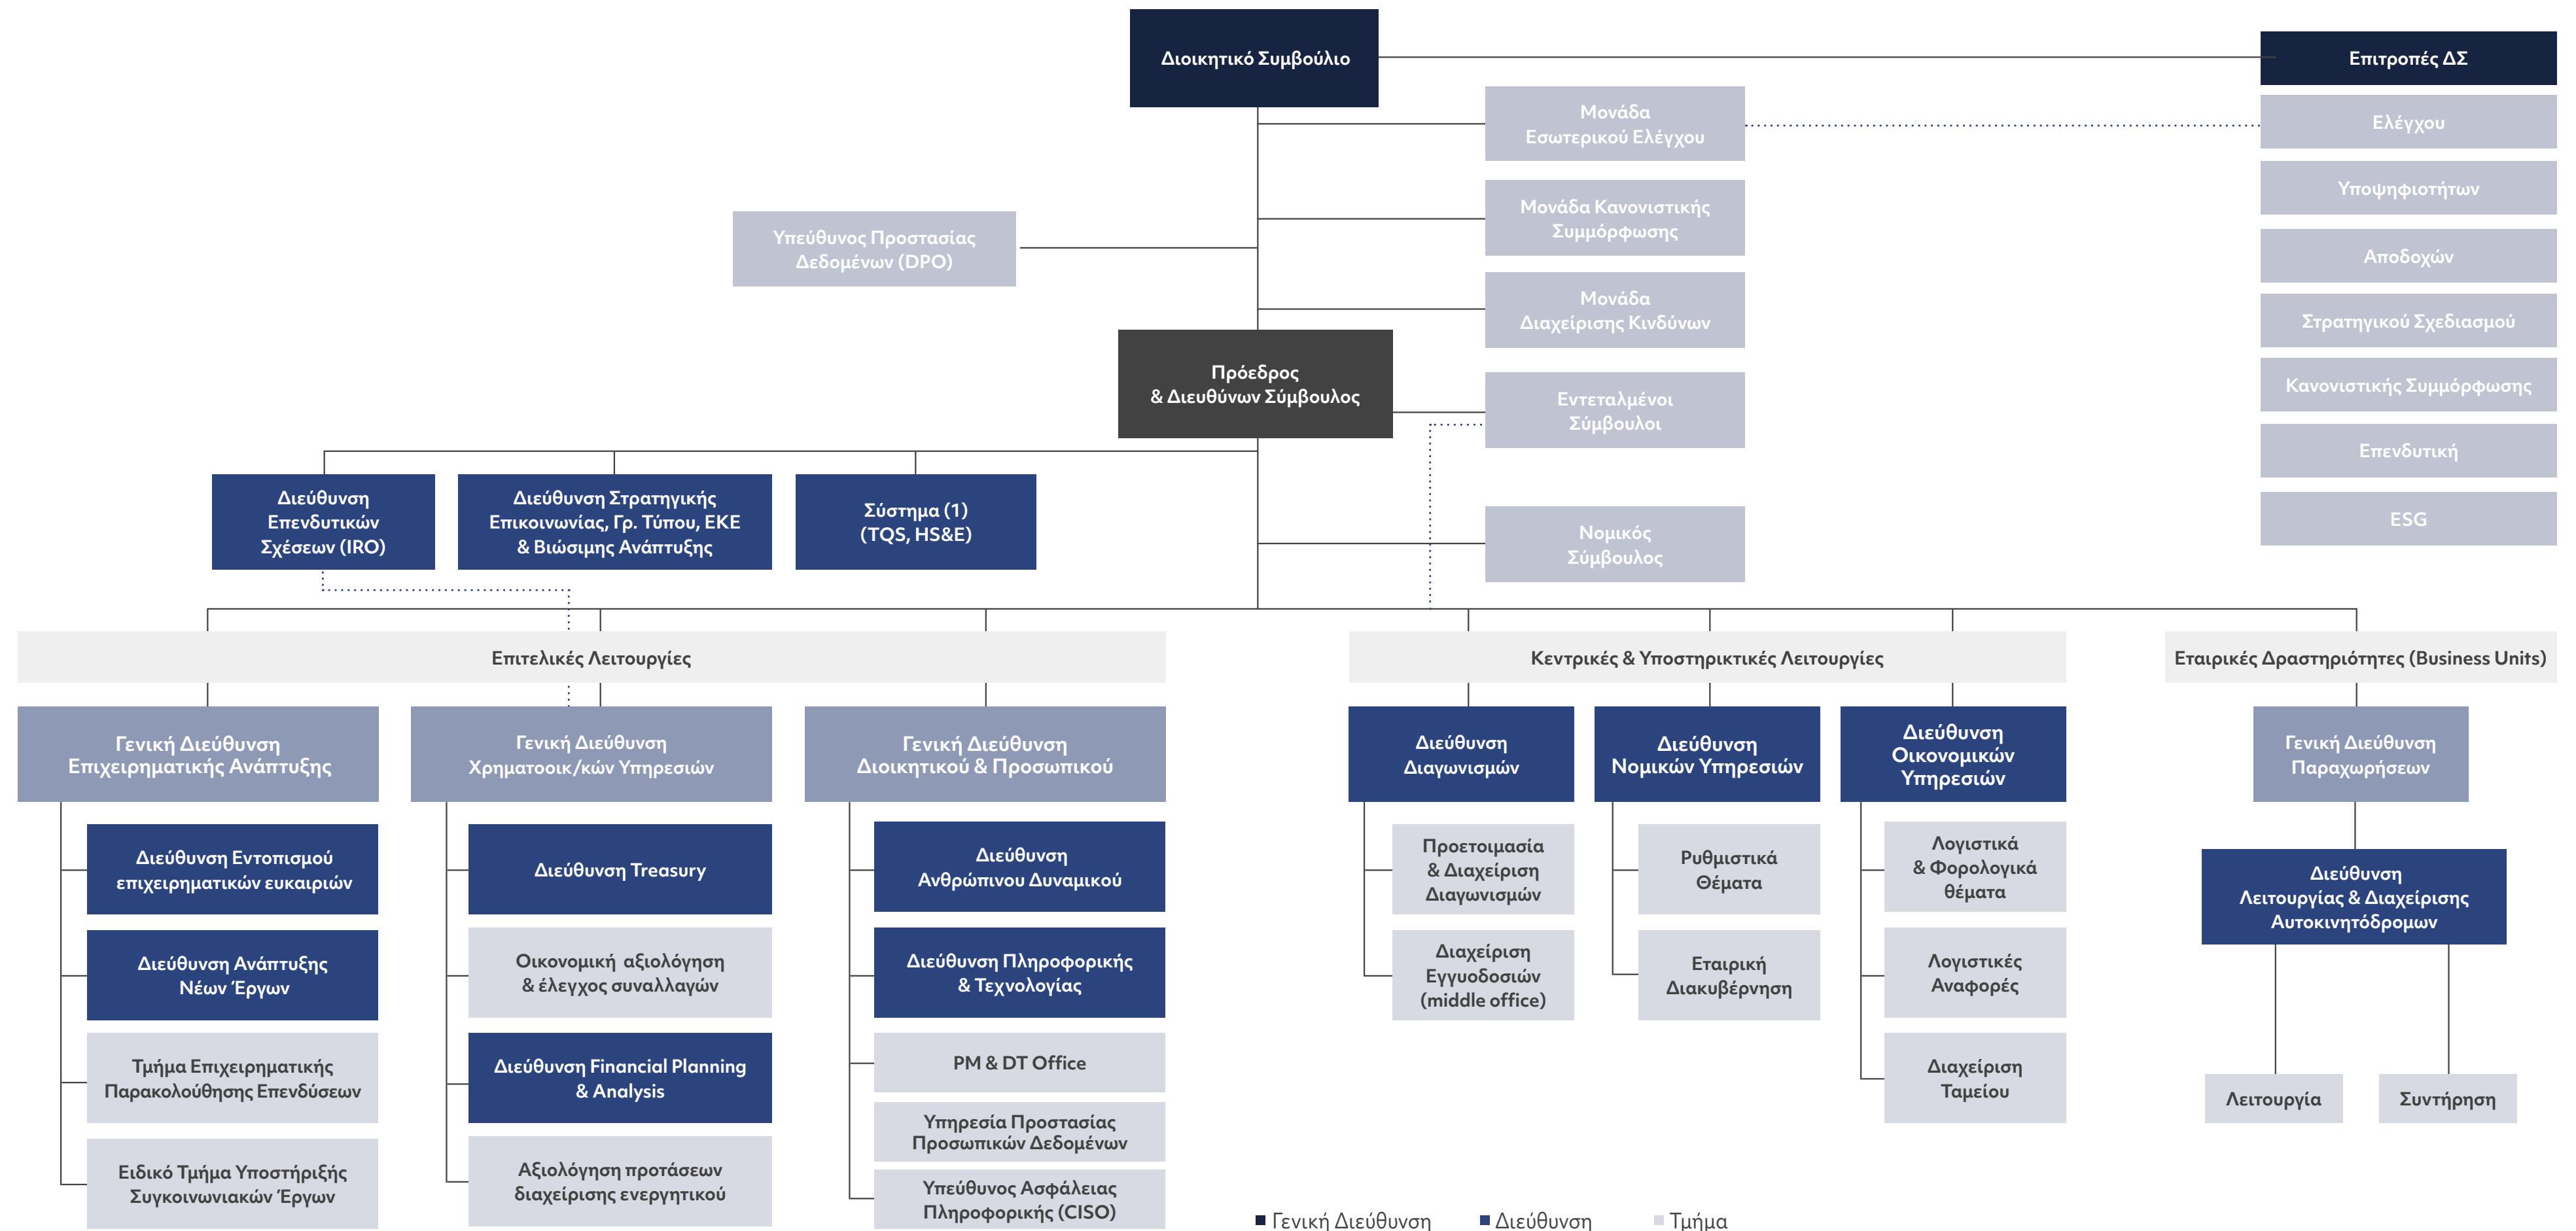 Διοικητικό Συμβούλιο
Επιτροπές ΔΣ
Μονάδα
Εσωτερικού Ελέγχου
Ελέγχου
Υποψηφιοτήτων
Μονάδα Κανονιστικής
Συμμόρφωσης
Υπεύθυνος Προστασίας
Δεδομένων (DPO)
Αποδοχών
Μονάδα
Διαχείρισης Κινδύνων
Στρατηγικού Σχεδιασμού
Πρόεδρος
& Διευθύνων Σύμβουλος
Κανονιστικής Συμμόρφωσης
Εντεταλμένοι
Σύμβουλοι
Επενδυτική
ESG
Διεύθυνση
Επενδυτικών
Σχέσεων (IRO)
Διεύθυνση Στρατηγικής
Επικοινωνίας, Γρ. Τύπου, ΕΚΕ
& Βιώσιμης Ανάπτυξης
Σύστημα (1)
(TQS, HS&E)
Νομικός
Σύμβουλος
Επιτελικές Λειτουργίες
Κεντρικές & Υποστηρικτικές Λειτουργίες
Εταιρικές Δραστηριότητες (Business Units)
Γενική Διεύθυνση
Επιχειρηματικής Ανάπτυξης
Γενική Διεύθυνση
Χρηματοοικ/κών Υπηρεσιών
Γενική Διεύθυνση
Διοικητικού & Προσωπικού
Διεύθυνση
Διαγωνισμών
Διεύθυνση
Νομικών Υπηρεσιών
Διεύθυνση
Οικονομικών
Υπηρεσιών
Γενική Διεύθυνση
Παραχωρήσεων
Διεύθυνση Εντοπισμού
επιχειρηματικών ευκαιριών
Διεύθυνση Ανάπτυξης
Νέων Έργων
Τμήμα Επιχειρηματικής
Παρακολούθησης Επενδύσεων
Ειδικό Τμήμα Υποστήριξής
Συγκοινωνιακών Έργων
Διεύθυνση Treasury
Οικονομική αξιολόγηση
& έλεγχος συναλλαγών
Διεύθυνση Financial Planning
& Analysis
Αξιολόγηση προτάσεων
διαχείρισης ενεργητικού
Διεύθυνση
Ανθρώπινου Δυναμικού
Διεύθυνση Πληροφορικής
& Τεχνολογίας
PM & DT Office
Υπηρεσία Προστασίας
Προσωπικών Δεδομένων
Υπεύθυνος Ασφάλειας
Πληροφορικής (CISO)
Προετοιμασία
& Διαχείριση
Διαγωνισμών
Διαχείριση
Εγγυοδοσιών
(middle office)
Ρυθμιστικά
Θέματα
Εταιρική
Διακυβέρνηση
Λογιστικά
& Φορολογικά
θέματα
Λογιστικές
Αναφορές
Διαχείριση
Ταμείου
Διεύθυνση
Λειτουργίας & Διαχείρισης
Αυτοκινητόδρομων
Λειτουργία
Συντήρηση
Γενική Διεύθυνση
Διεύθυνση
Τμήμα